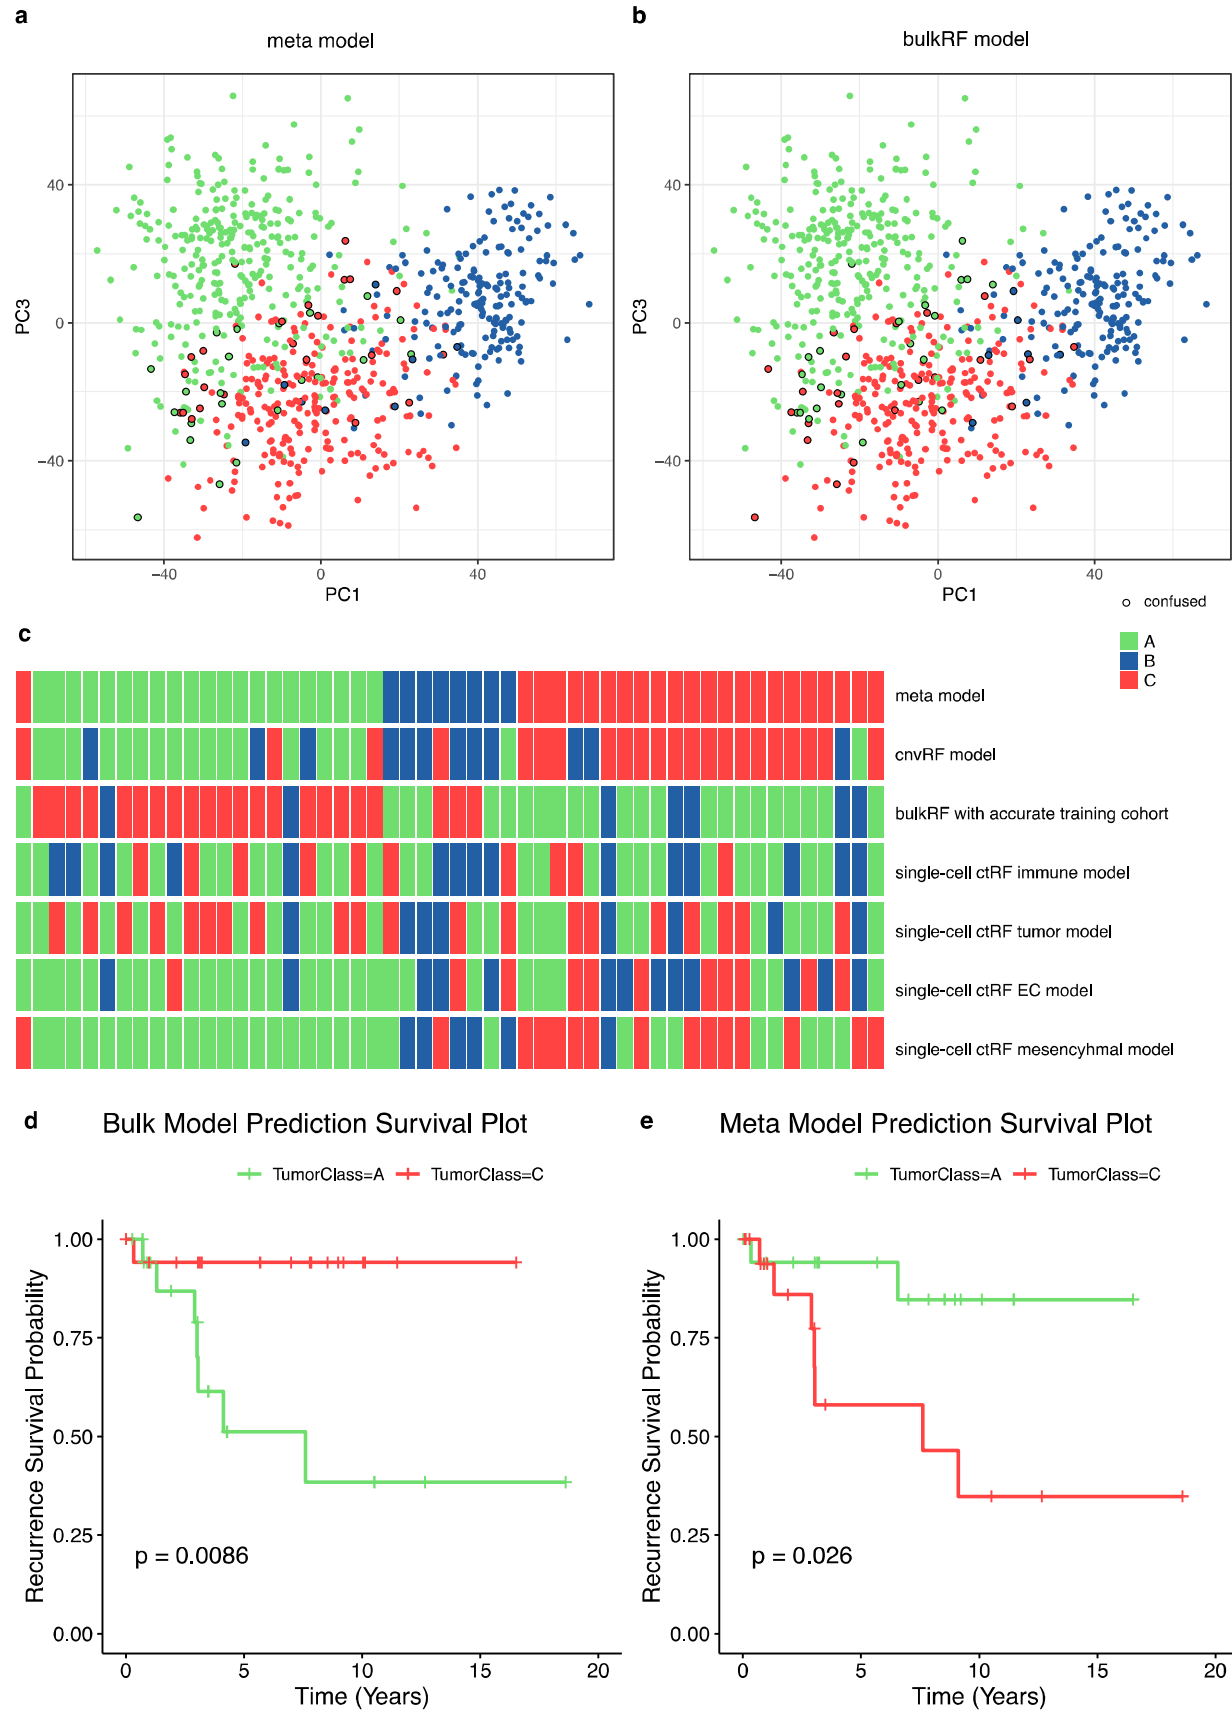 a
meta model
PC3
40
0
−40
−40
0
40
PC1
b
bulkRF model
PC3
40
0
−40
−40
0
40
PC1
confused
A
B
C
c
meta model
cnvRF model
bulkRF with accurate training cohort
single-cell ctRF immune model
single-cell ctRF tumor model
single-cell ctRF EC model
single-cell ctRF mesencyhmal model
d
Bulk Model Prediction Survival Plot
TumorClass=A
TumorClass=C
Recurrence Survival Probability
1.00
0.75
0.50
0.25
0.00
p = 0.0086
0
5
10
15
20
Time (Years)
e
Meta Model Prediction Survival Plot
TumorClass=A
TumorClass=C
Recurrence Survival Probability
1.00
0.75
0.50
0.25
0.00
p = 0.026
0
5
10
15
20
Time (Years)